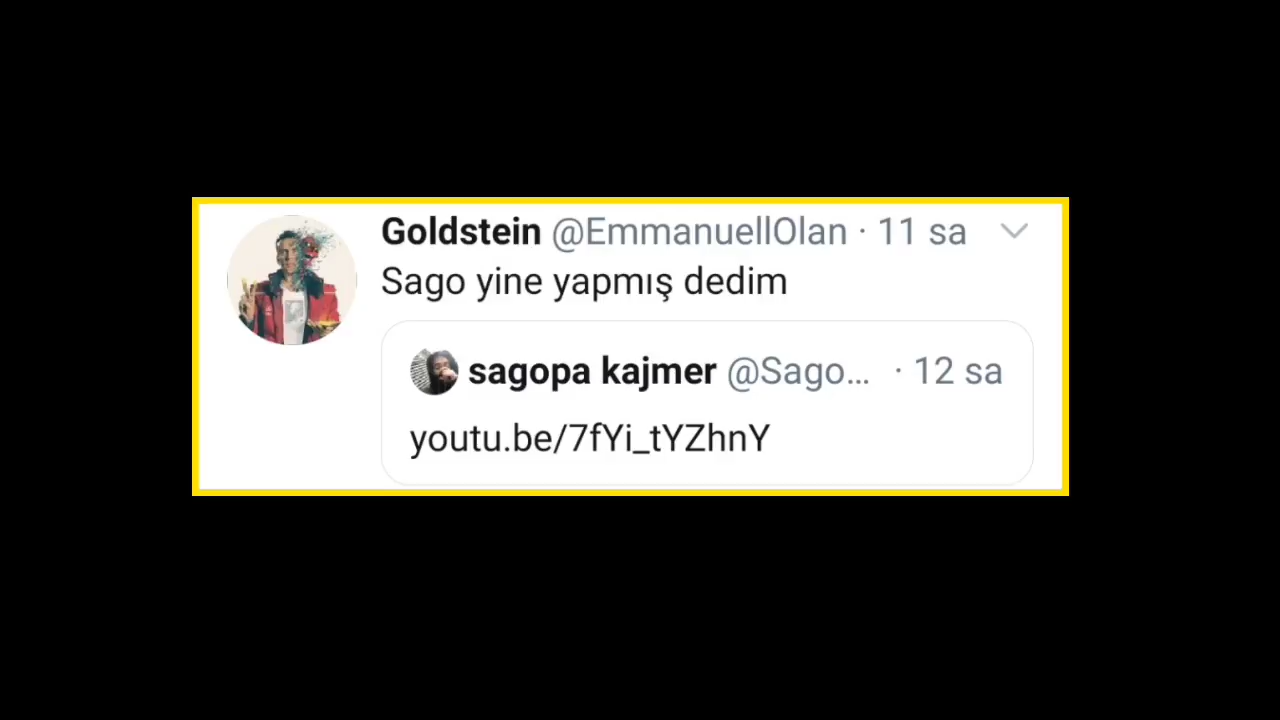 Goldstein @EmmanuellOlan · 11 sa
Sago yine yapmış dedim
sagopa kajmer @Sago... · 12 sa
youtu.be/7fYi_tYZhnY